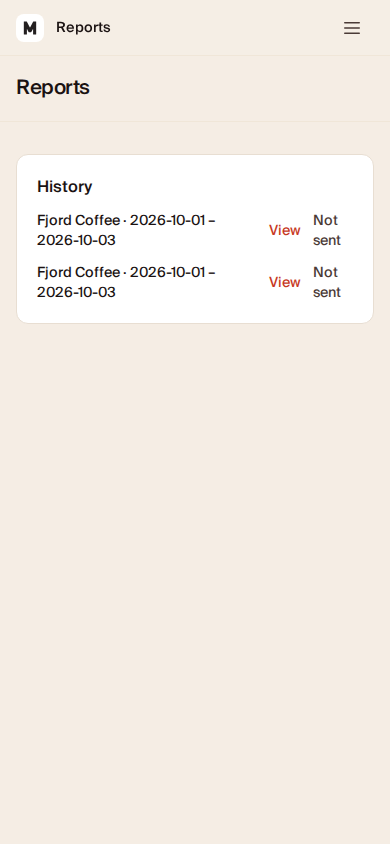 M
Reports
Reports
History
Fjord Coffee · 2026-10-01 –
2026-10-03
View
Not
sent
Fjord Coffee · 2026-10-01 –
2026-10-03
View
Not
sent